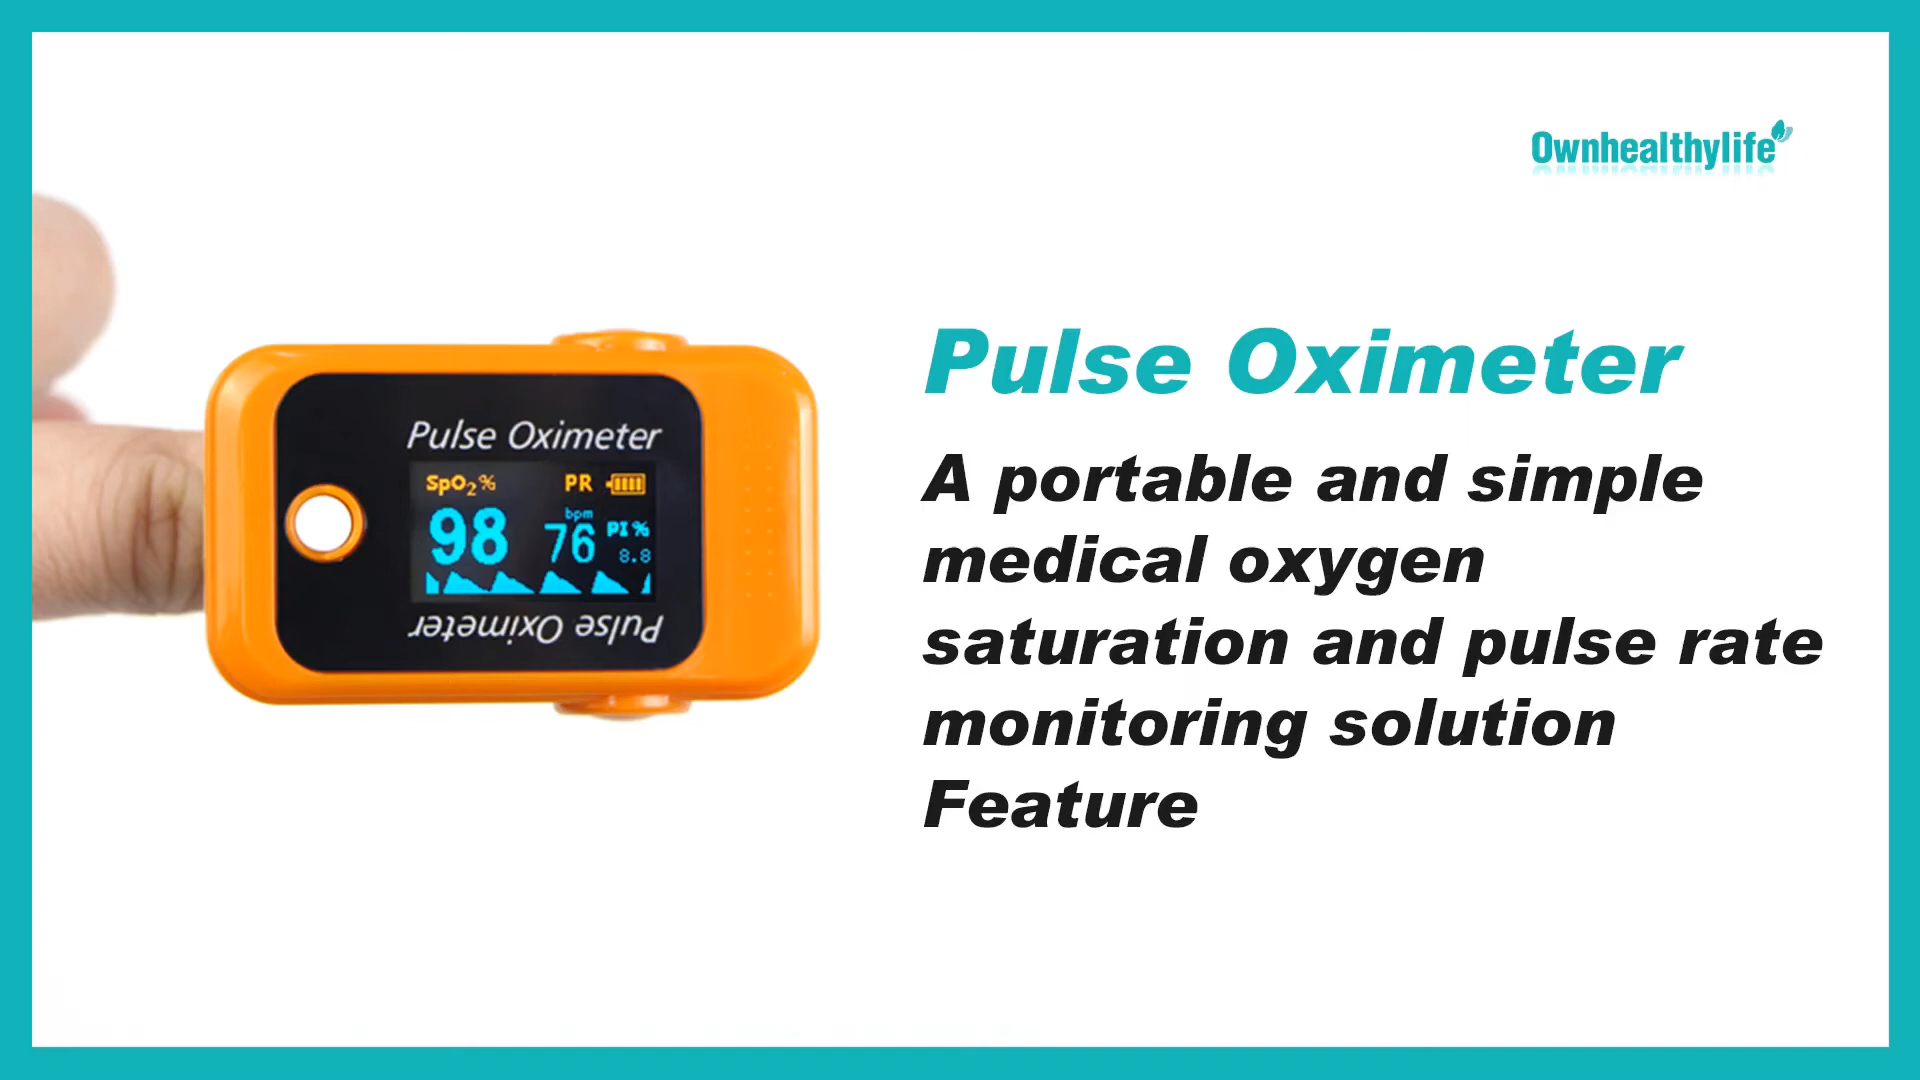 Ownhealthylife
Pulse Oximeter
A portable and simple
medical oxygen
saturation and pulse rate
monitoring solution
Feature
Pulse Oximeter
SpO₂% PR
98 bpm 76 PI% 8.8
Pulse Oximeter